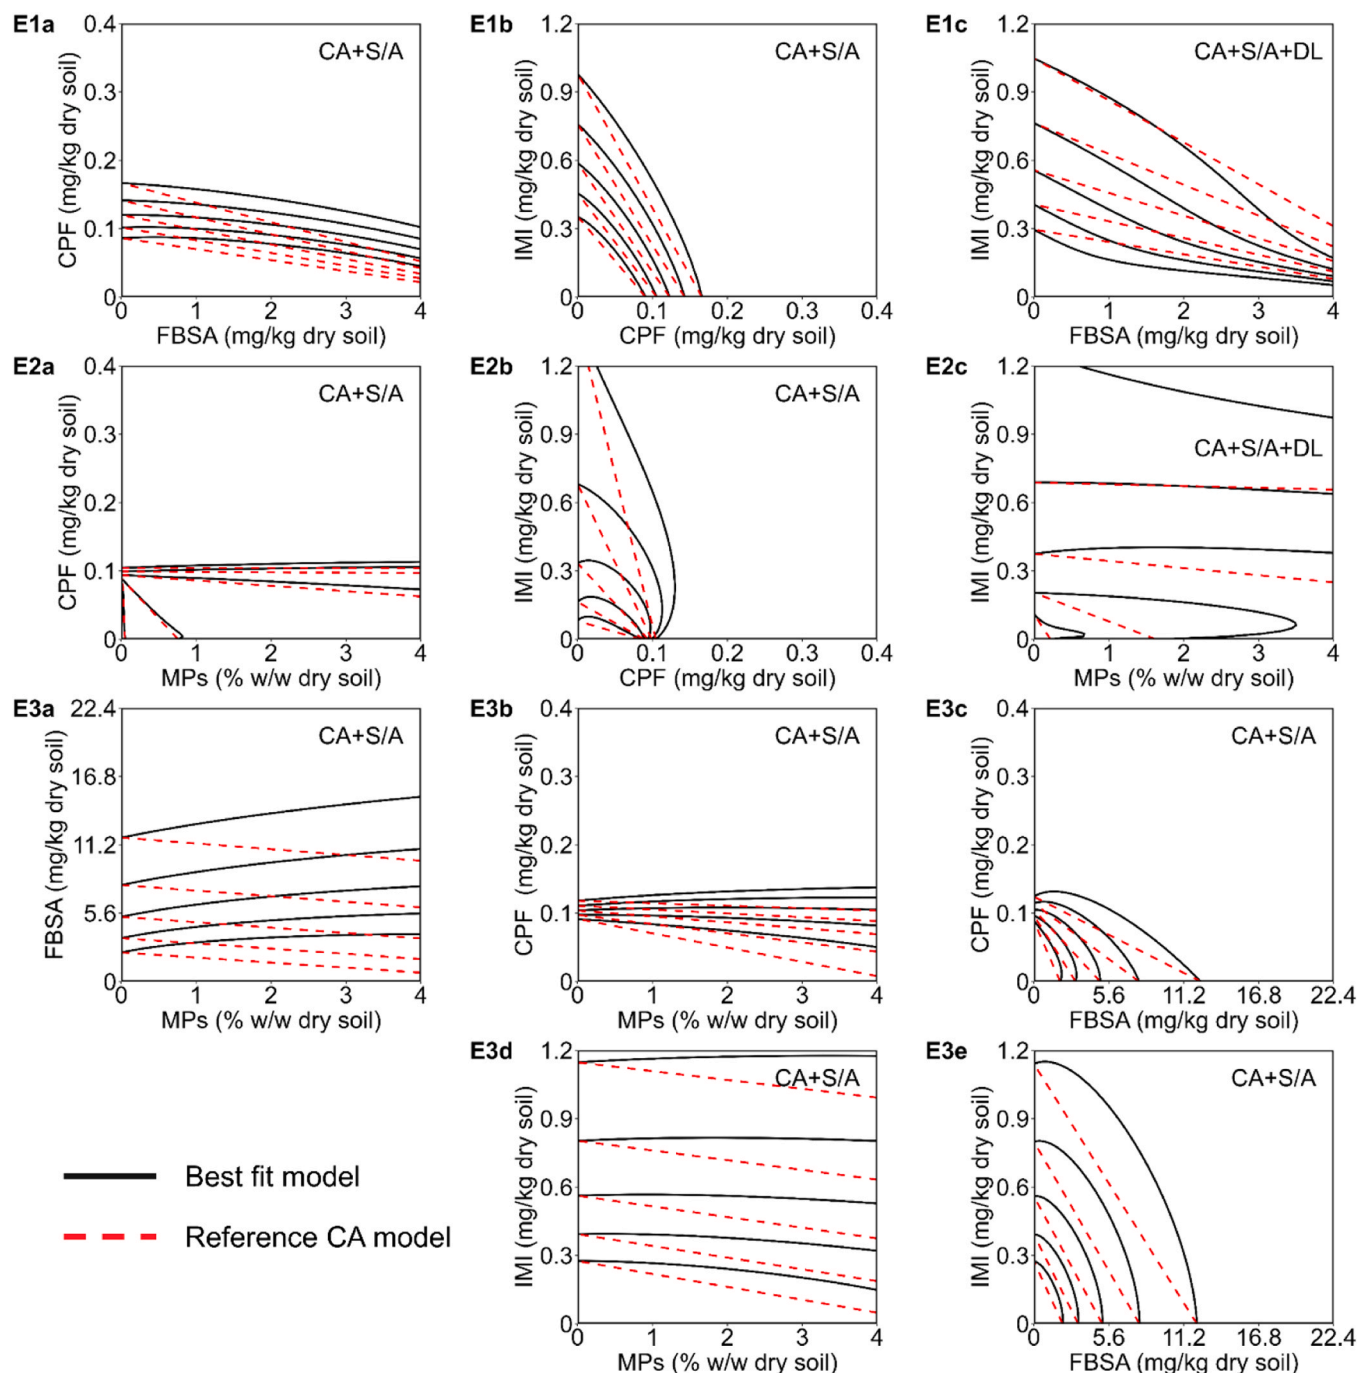 E1a
CA+S/A
CPF (mg/kg dry soil)
0.4
0.3
0.2
0.1
0
0 1 2 3 4
FBSA (mg/kg dry soil)
E1b
CA+S/A
IMI (mg/kg dry soil)
1.2
0.9
0.6
0.3
0
0 0.1 0.2 0.3 0.4
CPF (mg/kg dry soil)
E1c
CA+S/A+DL
IMI (mg/kg dry soil)
1.2
0.9
0.6
0.3
0
0 1 2 3 4
FBSA (mg/kg dry soil)
E2a
CA+S/A
CPF (mg/kg dry soil)
0.4
0.3
0.2
0.1
0
0 1 2 3 4
MPs (% w/w dry soil)
E2b
CA+S/A
IMI (mg/kg dry soil)
1.2
0.9
0.6
0.3
0
0 0.1 0.2 0.3 0.4
CPF (mg/kg dry soil)
E2c
CA+S/A+DL
IMI (mg/kg dry soil)
1.2
0.9
0.6
0.3
0
0 1 2 3 4
MPs (% w/w dry soil)
E3a
CA+S/A
FBSA (mg/kg dry soil)
22.4
16.8
11.2
5.6
0
0 1 2 3 4
MPs (% w/w dry soil)
E3b
CA+S/A
CPF (mg/kg dry soil)
0.4
0.3
0.2
0.1
0
0 1 2 3 4
MPs (% w/w dry soil)
E3c
CA+S/A
CPF (mg/kg dry soil)
0.4
0.3
0.2
0.1
0
0 5.6 11.2 16.8 22.4
FBSA (mg/kg dry soil)
E3d
CA+S/A
IMI (mg/kg dry soil)
1.2
0.9
0.6
0.3
0
0 1 2 3 4
MPs (% w/w dry soil)
E3e
CA+S/A
IMI (mg/kg dry soil)
1.2
0.9
0.6
0.3
0
0 5.6 11.2 16.8 22.4
FBSA (mg/kg dry soil)
Best fit model
Reference CA model